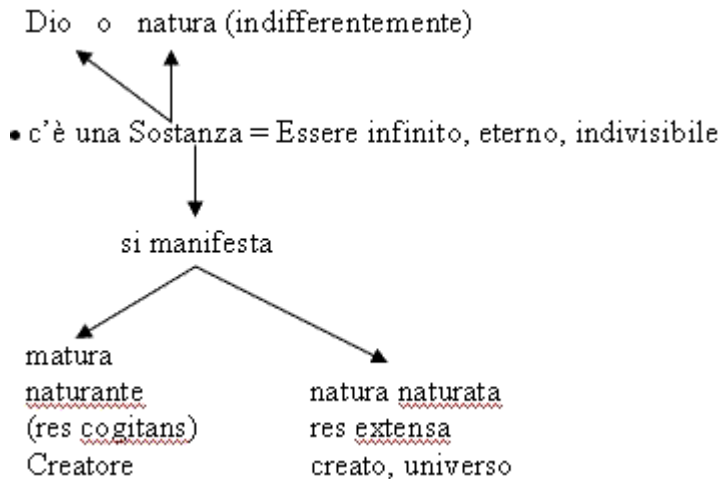 Dio o natura (indifferentemente)
• c'è una Sostanza = Essere infinito, eterno, indivisibile
si manifesta
matura
naturante
(res cogitans)
Creatore
natura naturata
res extensa
creato, universo